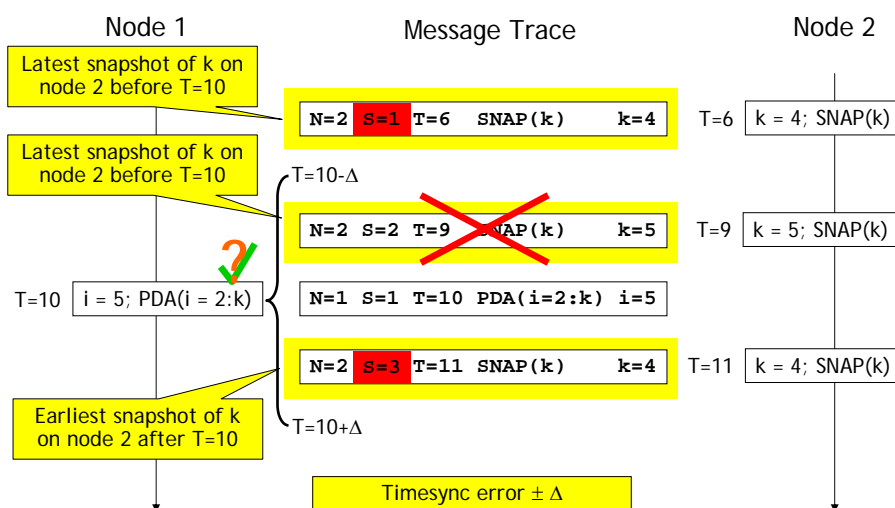 Node 1
Message Trace
Node 2
Latest snapshot of k on
node 2 before T=10
N=2 S=1 T=6 SNAP(k) k=4
T=6
k = 4; SNAP(k)
Latest snapshot of k on
node 2 before T=10
T=10-Δ
N=2 S=2 T=9 SNAP(k) k=5
T=9
k = 5; SNAP(k)
?
T=10
i = 5; PDA(i = 2:k)
N=1 S=1 T=10 PDA(i=2:k) i=5
N=2 S=3 T=11 SNAP(k) k=4
T=11
k = 4; SNAP(k)
Earliest snapshot of k
on node 2 after T=10
T=10+Δ
Timesync error ± Δ